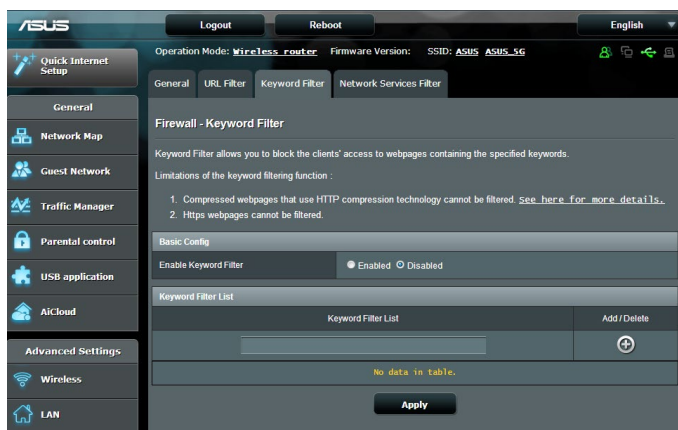 ASUS
Logout
Reboot
English
Quick Internet
Setup
Operation Mode: Wireless router Firmware Version: SSID: ASUS ASUS_5G
General
URL Filter
Keyword Filter
Network Services Filter
General
Network Map
Guest Network
Traffic Manager
Parental control
USB application
AiCloud
Advanced Settings
Wireless
LAN
Firewall - Keyword Filter
Keyword Filter allows you to block the clients' access to webpages containing the specified keywords.
Limitations of the keyword filtering function :
1. Compressed webpages that use HTTP compression technology cannot be filtered. See here for more details.
2. Https webpages cannot be filtered.
Basic Config
Enable Keyword Filter
Enabled
Disabled
Keyword Filter List
Keyword Filter List
Add / Delete
No data in table.
Apply